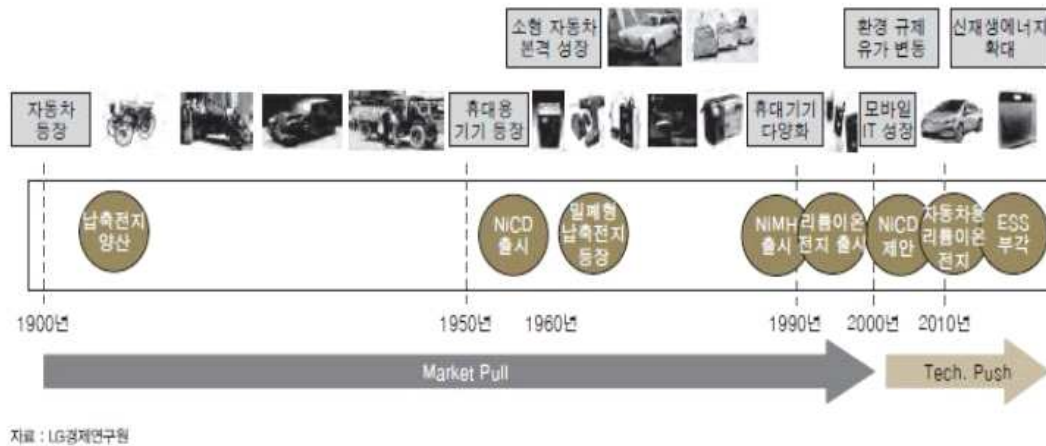 소형 자동차
본격 성장
환경 규제
유가 변동
신재생에너지
확대
자동차
등장
휴대용
기기 등장
휴대기기
다양화
모바일
IT 성장
납축전지
양산
NiCD
출시
밀폐형
납축전지
등장
NiMH
출시
리튬이온
전지 출시
NiCD
제안
자동차용
리튬이온
전지
ESS
부각
1900년
1950년
1960년
1990년
2000년
2010년
Market Pull
Tech. Push
자료 : LG경제연구원